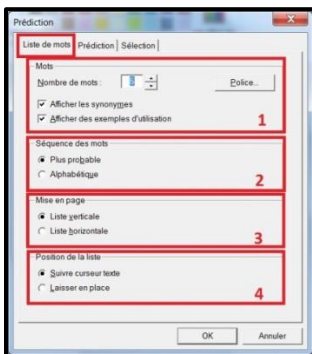 Prédiction
Liste de mots Prédiction Sélection
Mots
Nombre de mots : 6 Police...
Afficher les synonymes
Afficher des exemples d'utilisation
1
Séquence des mots
Plus probable
Alphabétique
2
Mise en page
Liste verticale
Liste horizontale
3
Position de la liste
Suivre curseur texte
Laisser en place
4
OK Annuler